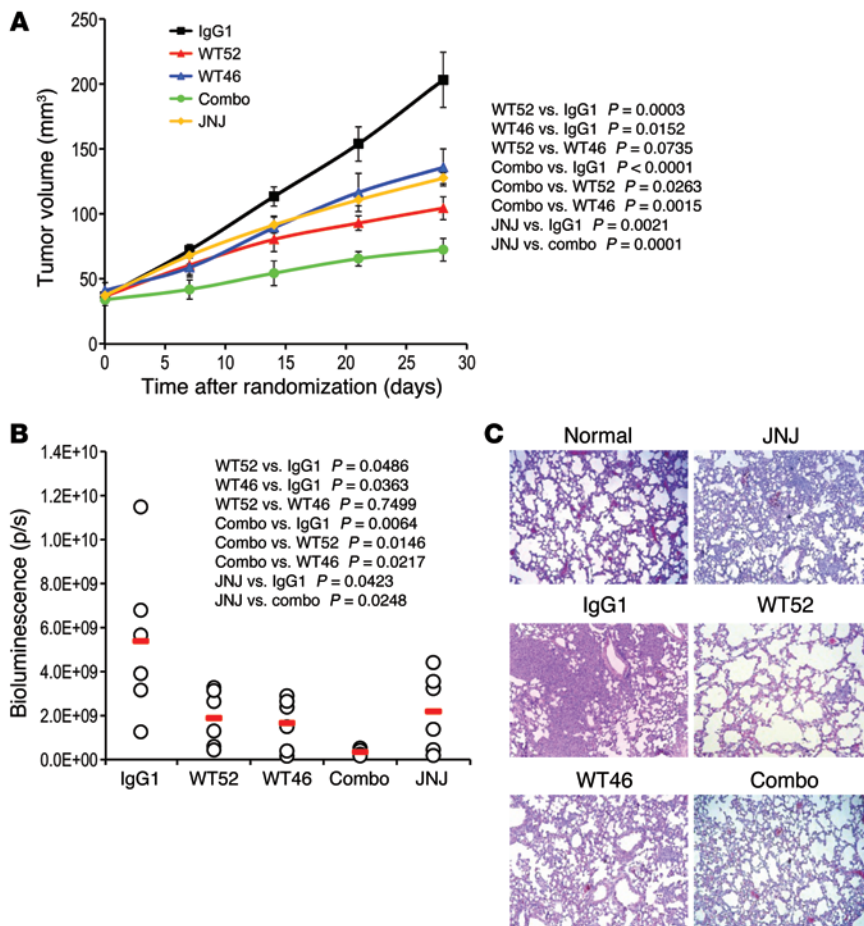 A
250
200
150
100
50
0
Tumor volume (mm³)
IgG1
WT52
WT46
Combo
JNJ
0 5 10 15 20 25 30
Time after randomization (days)
WT52 vs. IgG1 P = 0.0003
WT46 vs. IgG1 P = 0.0152
WT52 vs. WT46 P = 0.0735
Combo vs. IgG1 P < 0.0001
Combo vs. WT52 P = 0.0263
Combo vs. WT46 P = 0.0015
JNJ vs. IgG1 P = 0.0021
JNJ vs. combo P = 0.0001
B
1.4E+10
1.2E+10
1.0E+10
8.0E+09
6.0E+09
4.0E+09
2.0E+09
0.0E+00
Bioluminescence (p/s)
WT52 vs. IgG1 P = 0.0486
WT46 vs. IgG1 P = 0.0363
WT52 vs. WT46 P = 0.7499
Combo vs. IgG1 P = 0.0064
Combo vs. WT52 P = 0.0146
Combo vs. WT46 P = 0.0217
JNJ vs. IgG1 P = 0.0423
JNJ vs. combo P = 0.0248
IgG1 WT52 WT46 Combo JNJ
C
Normal JNJ
IgG1 WT52
WT46 Combo